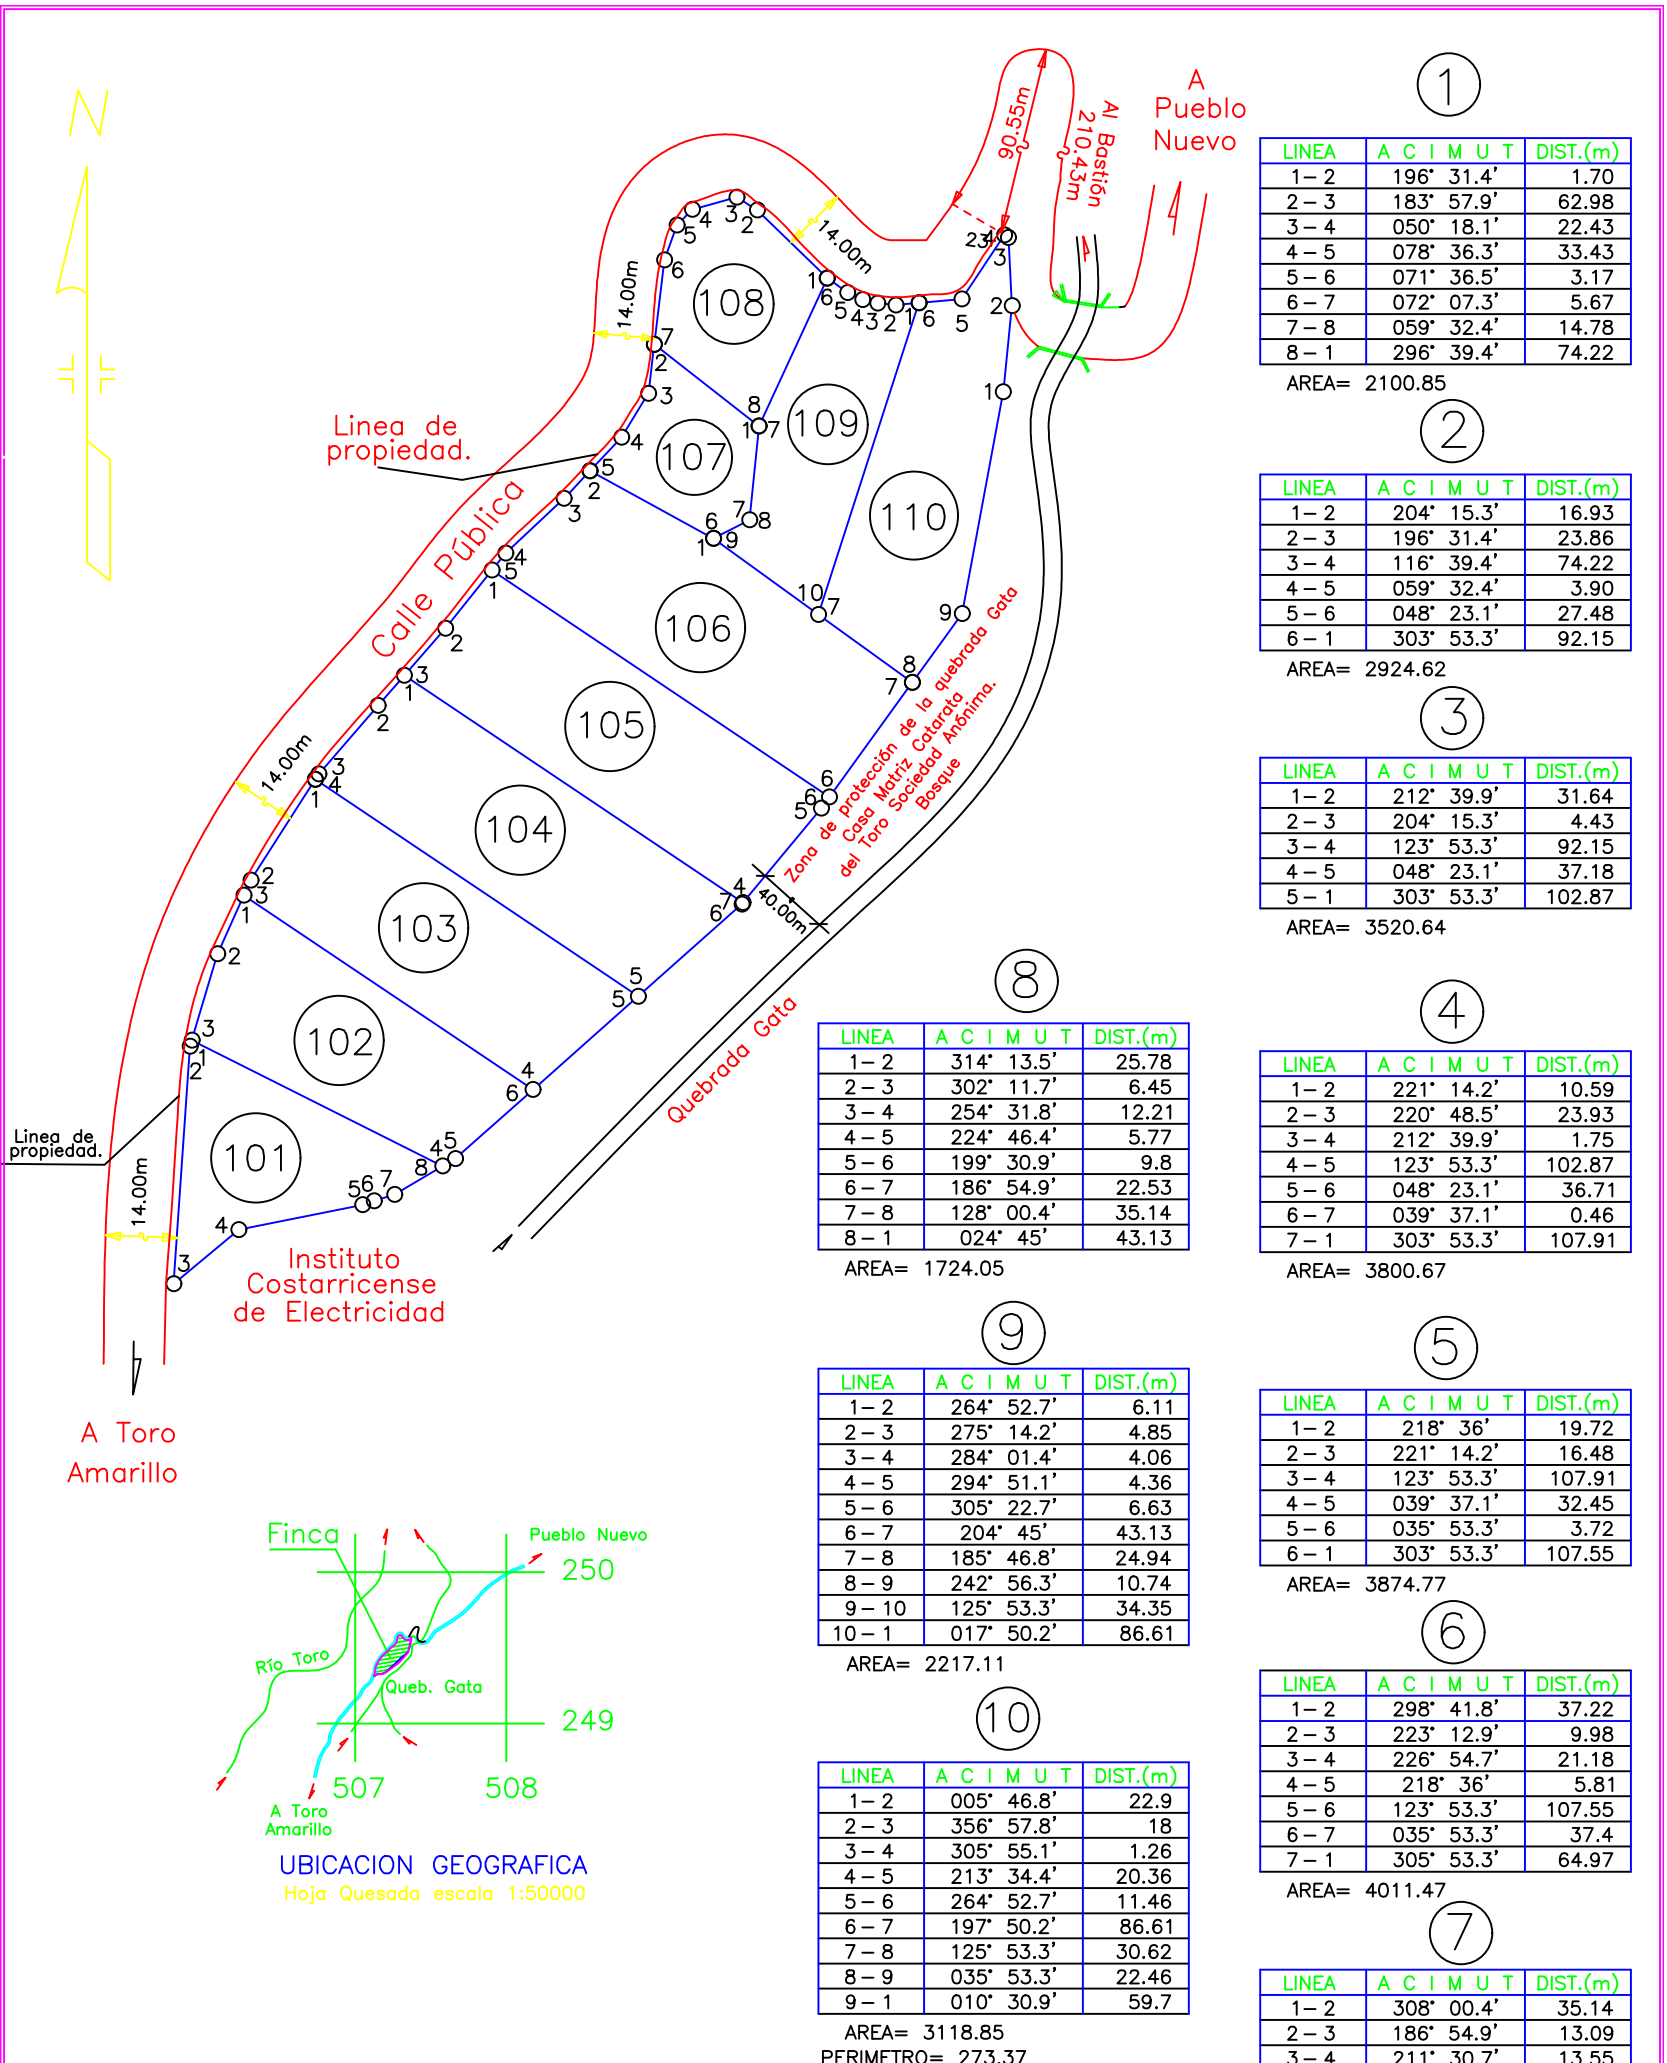 N
A
Pueblo
Nuevo
Al Bastión
210.43m
90.55m
14.00m
14.00m
Linea de
propiedad.
Calle Pública
14.00m
108
109
107
110
106
105
104
103
102
101
Zona de protección de la quebrada Gata
Casa Matriz Catarata
del Toro Sociedad Anónima.
Bosque
40.00m
Quebrada Gata
Linea de
propiedad.
14.00m
Instituto
Costarricense
de Electricidad
A Toro
Amarillo
Finca
Pueblo Nuevo
250
Río Toro
Queb. Gata
249
507 508
A Toro
Amarillo
UBICACION GEOGRAFICA
Hoja Quesada escala 1:50000
1
LINEA A C I M U T DIST.(m)
1-2 196° 31.4' 1.70
2-3 183° 57.9' 62.98
3-4 050° 18.1' 22.43
4-5 078° 36.3' 33.43
5-6 071° 36.5' 3.17
6-7 072° 07.3' 5.67
7-8 059° 32.4' 14.78
8-1 296° 39.4' 74.22
AREA= 2100.85
2
LINEA A C I M U T DIST.(m)
1-2 204° 15.3' 16.93
2-3 196° 31.4' 23.86
3-4 116° 39.4' 74.22
4-5 059° 32.4' 3.90
5-6 048° 23.1' 27.48
6-1 303° 53.3' 92.15
AREA= 2924.62
3
LINEA A C I M U T DIST.(m)
1-2 212° 39.9' 31.64
2-3 204° 15.3' 4.43
3-4 123° 53.3' 92.15
4-5 048° 23.1' 37.18
5-1 303° 53.3' 102.87
AREA= 3520.64
4
LINEA A C I M U T DIST.(m)
1-2 221° 14.2' 10.59
2-3 220° 48.5' 23.93
3-4 212° 39.9' 1.75
4-5 123° 53.3' 102.87
5-6 048° 23.1' 36.71
6-7 039° 37.1' 0.46
7-1 303° 53.3' 107.91
AREA= 3800.67
5
LINEA A C I M U T DIST.(m)
1-2 218° 36' 19.72
2-3 221° 14.2' 16.48
3-4 123° 53.3' 107.91
4-5 039° 37.1' 32.45
5-6 035° 53.3' 3.72
6-1 303° 53.3' 107.55
AREA= 3874.77
6
LINEA A C I M U T DIST.(m)
1-2 298° 41.8' 37.22
2-3 223° 12.9' 9.98
3-4 226° 54.7' 21.18
4-5 218° 36' 5.81
5-6 123° 53.3' 107.55
6-7 035° 53.3' 37.4
7-1 305° 53.3' 64.97
AREA= 4011.47
7
LINEA A C I M U T DIST.(m)
1-2 308° 00.4' 35.14
2-3 186° 54.9' 13.09
3-4 211° 30.7' 13.55
8
LINEA A C I M U T DIST.(m)
1-2 314° 13.5' 25.78
2-3 302° 11.7' 6.45
3-4 254° 31.8' 12.21
4-5 224° 46.4' 5.77
5-6 199° 30.9' 9.8
6-7 186° 54.9' 22.53
7-8 128° 00.4' 35.14
8-1 024° 45' 43.13
AREA= 1724.05
9
LINEA A C I M U T DIST.(m)
1-2 264° 52.7' 6.11
2-3 275° 14.2' 4.85
3-4 284° 01.4' 4.06
4-5 294° 51.1' 4.36
5-6 305° 22.7' 6.63
6-7 204° 45' 43.13
7-8 185° 46.8' 24.94
8-9 242° 56.3' 10.74
9-10 125° 53.3' 34.35
10-1 017° 50.2' 86.61
AREA= 2217.11
10
LINEA A C I M U T DIST.(m)
1-2 005° 46.8' 22.9
2-3 356° 57.8' 18
3-4 305° 55.1' 1.26
4-5 213° 34.4' 20.36
5-6 264° 52.7' 11.46
6-7 197° 50.2' 86.61
7-8 125° 53.3' 30.62
8-9 035° 53.3' 22.46
9-1 010° 30.9' 59.7
AREA= 3118.85
PERIMETRO= 273.37